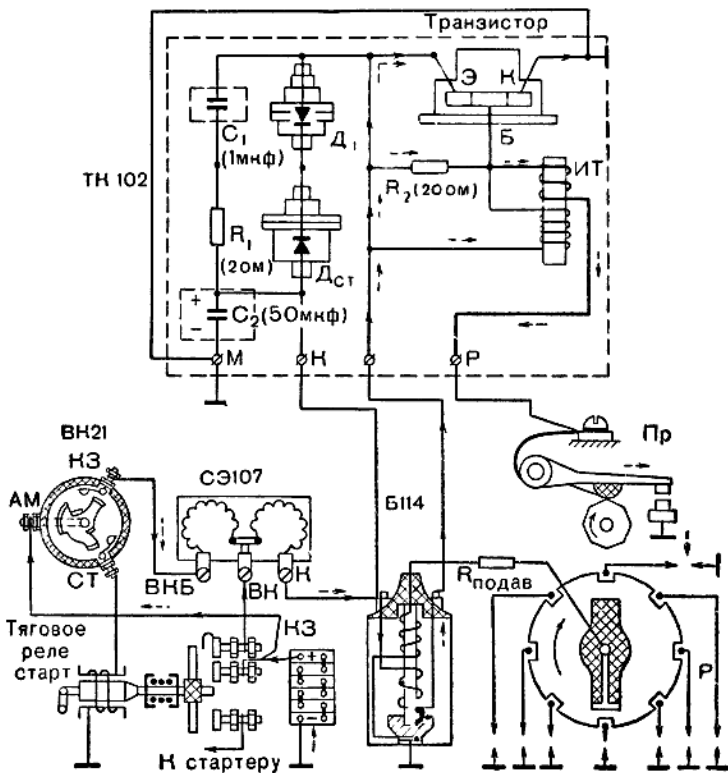 Транзистор
Э К
C₁
(1мкф)
Д₁
Б
ТК 102
R₂ (20ом)
ИТ
R₁
(2ом)
Дст
+
-
C₂ (50мкф)
М К Р
ВК21
КЗ
СЭ107
Б114
Пр
АМ
СТ
ВКБ ВК К
Rподав
КЗ
Тяговое
реле
старт
+
-
Р
К стартеру